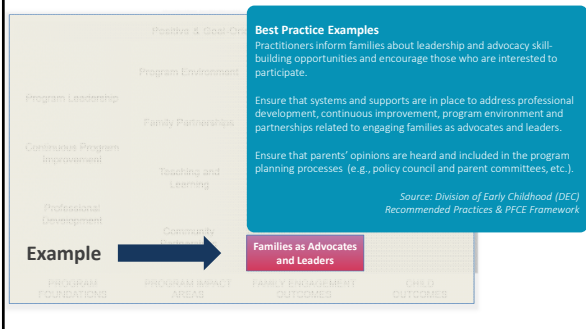 Positive & Goal-Ori
Program Environment
Program Leadership
Family Partnerships
Continuous Program
Improvement
Teaching and
Learning
Professional
Development
Community
Best Practice Examples
Practitioners inform families about leadership and advocacy skill-
building opportunities and encourage those who are interested to
participate.
Ensure that systems and supports are in place to address professional
development, continuous improvement, program environment and
partnerships related to engaging families as advocates and leaders.
Ensure that parents' opinions are heard and included in the program
planning processes (e.g., policy council and parent committees, etc.).
Source: Division of Early Childhood (DEC)
Recommended Practices & PFCE Framework
Example
Families as Advocates
and Leaders
PROGRAM
FOUNDATIONS
PROGRAM IMPACT
AREAS
FAMILY ENGAGEMENT
OUTCOMES
CHILD
OUTCOMES